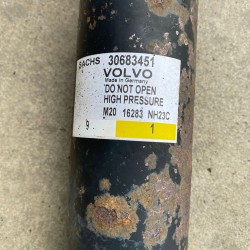 SACHS 30683451
VOLVO
Made in Germany
DO NOT OPEN
HIGH PRESSURE
M20 16283 NH23C
9 1